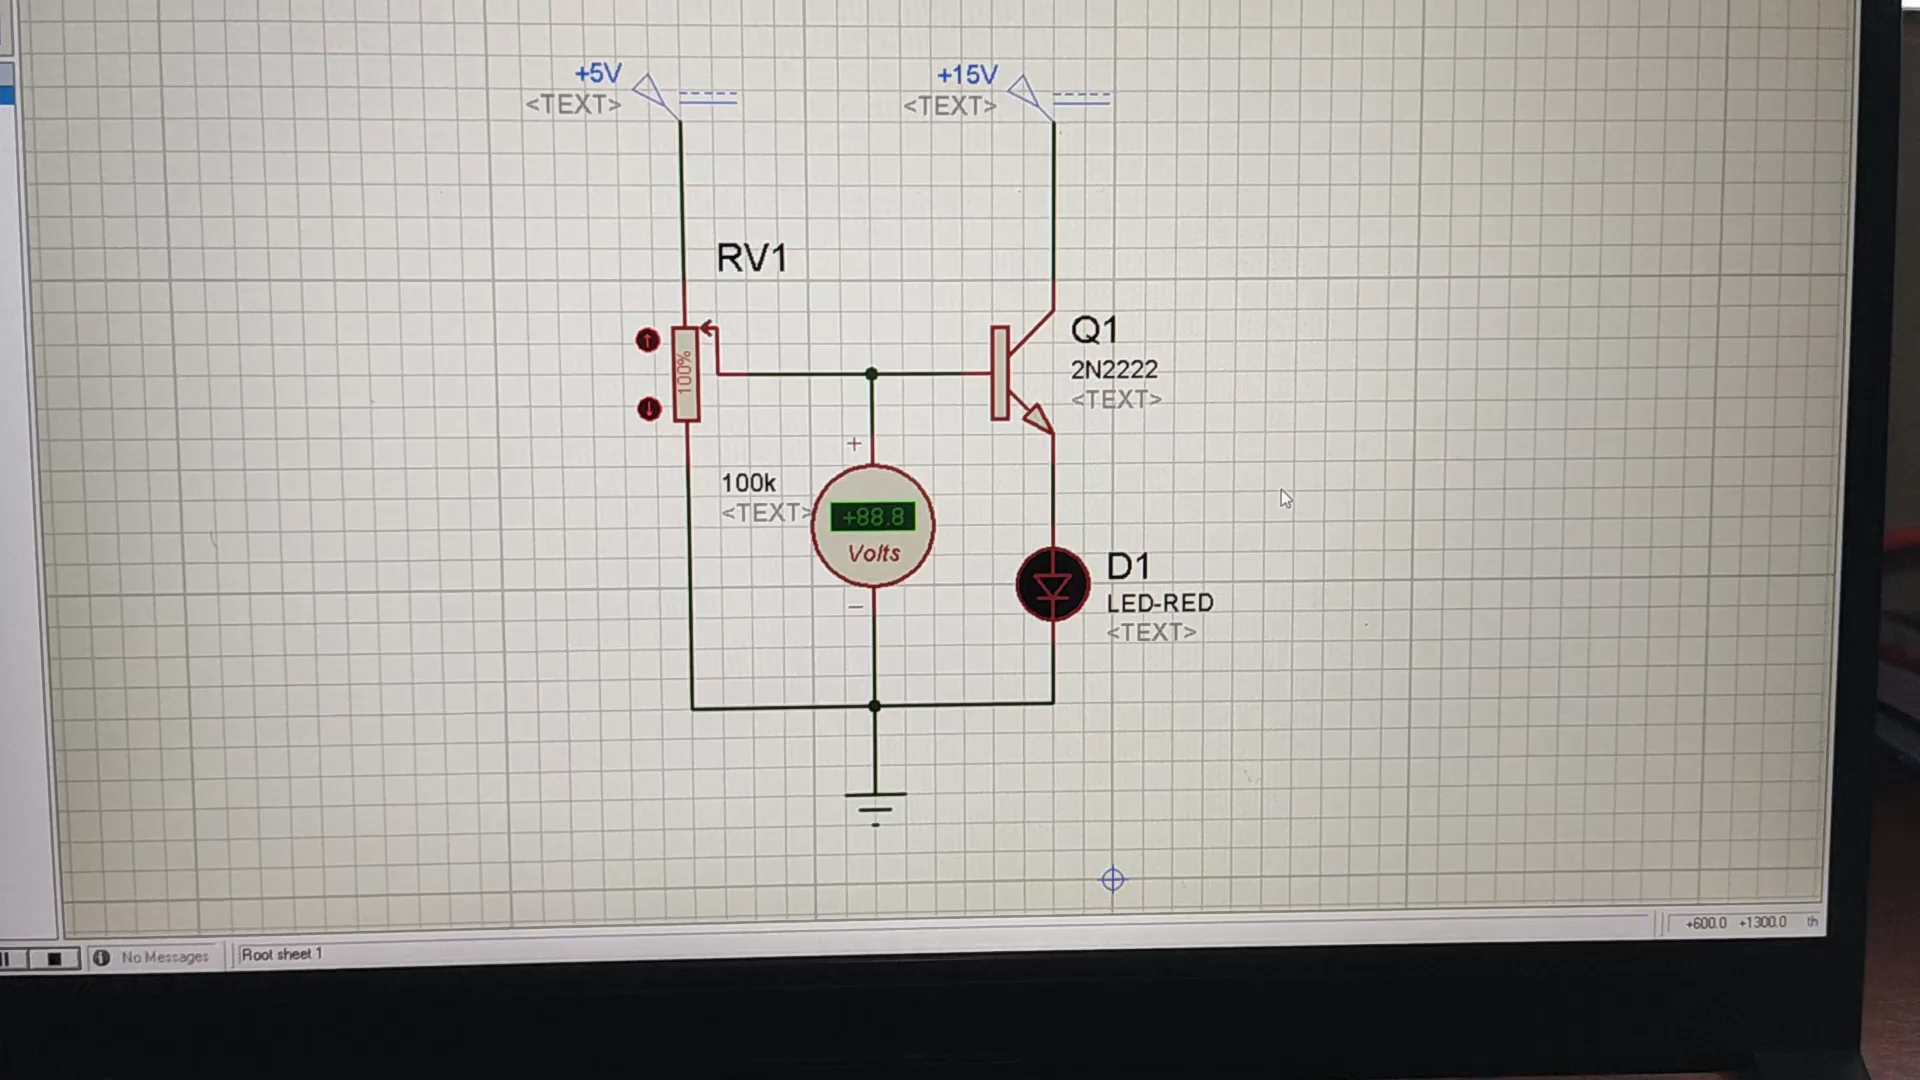 +5V
<TEXT>
+15V
<TEXT>
RV1
100%
Q1
2N2222
<TEXT>
+
100k
<TEXT>
+88.8
Volts
−
D1
LED-RED
<TEXT>
+600.0 +1300.0 th
No Messages
Root sheet 1